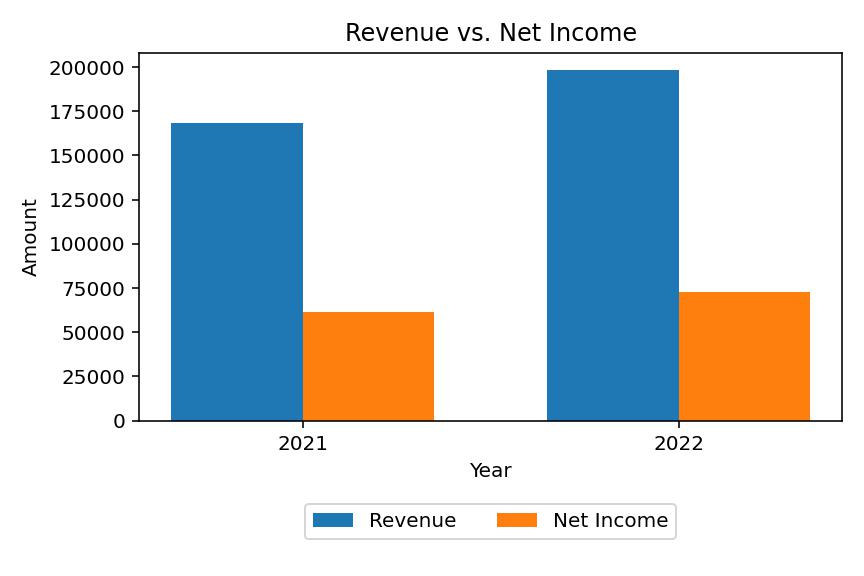 Revenue vs. Net Income
200000
175000
150000
125000
100000
75000
50000
25000
0
Amount
2021 2022
Year
Revenue Net Income